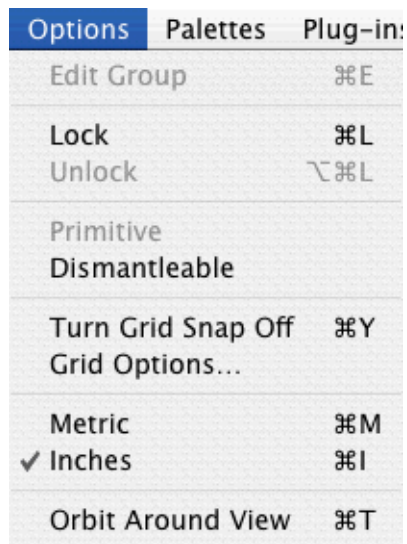 Options Palettes Plug-ins
Edit Group ⌘E
Lock ⌘L
Unlock ⌥⌘L
Primitive
Dismantleable
Turn Grid Snap Off ⌘Y
Grid Options...
Metric ⌘M
✓ Inches ⌘I
Orbit Around View ⌘T